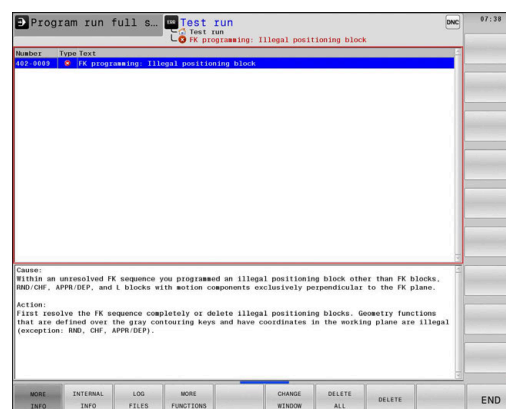 Program run full s...
Test run
DNC
07:38
Test run
FK programming: Illegal positioning block
Number Type Text
402-0009 FK programming: Illegal positioning block
Cause:
Within an unresolved FK sequence you programmed an illegal positioning block other than FK blocks,
RND/CHF, APPR/DEP, and L blocks with motion components exclusively perpendicular to the FK plane.
Action:
First resolve the FK sequence completely or delete illegal positioning blocks. Geometry functions
that are defined over the gray contouring keys and have coordinates in the working plane are illegal
(exception: RND, CHF, APPR/DEP).
MORE INFO
INTERNAL INFO
LOG FILES
MORE FUNCTIONS
CHANGE WINDOW
DELETE ALL
DELETE
END